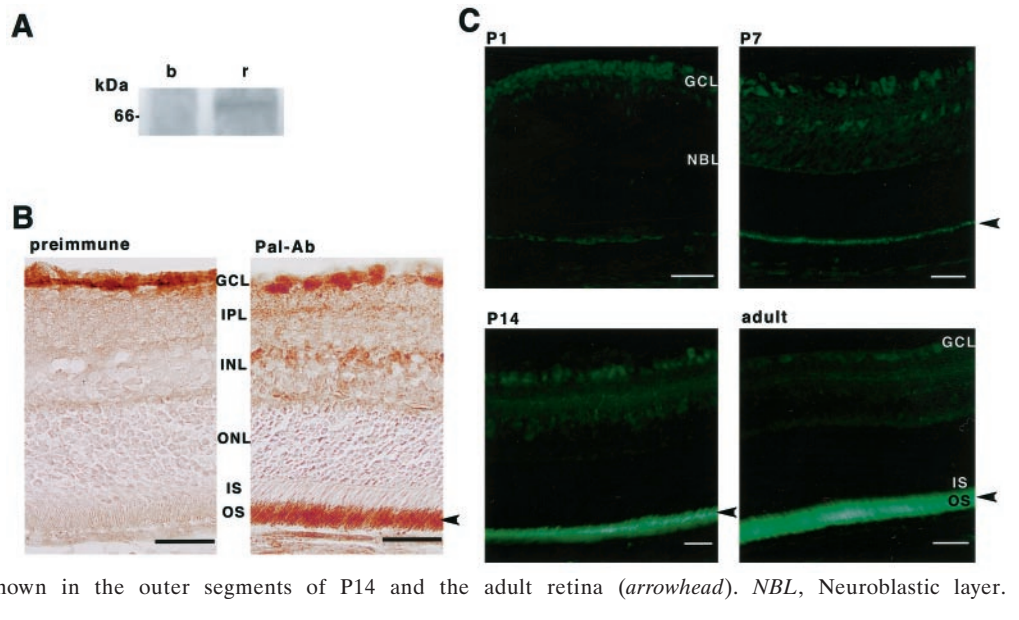 A
b r
kDa
66-
B
preimmune
Pal-Ab
GCL
IPL
INL
ONL
IS
OS
C
P1
GCL
NBL
P7
P14
adult
GCL
IS
OS
hown in the outer segments of P14 and the adult retina (arrowhead). NBL, Neuroblastic layer.